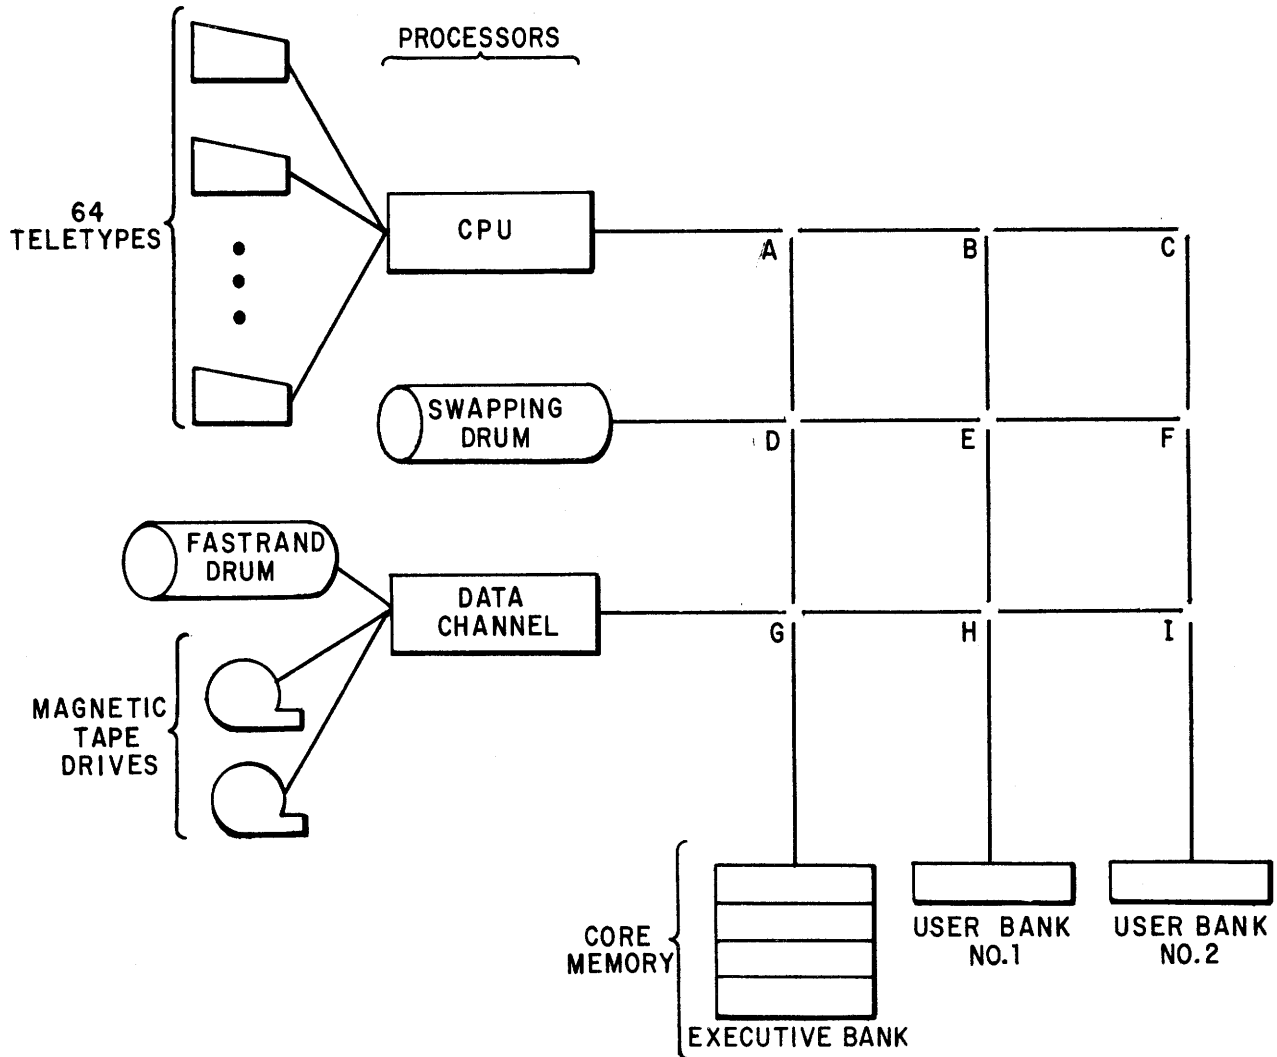 PROCESSORS
64
TELETYPES
CPU
A
B
C
SWAPPING
DRUM
D
E
F
FASTRAND
DRUM
DATA
CHANNEL
G
H
I
MAGNETIC
TAPE
DRIVES
CORE
MEMORY
EXECUTIVE BANK
USER BANK
NO.1
USER BANK
NO.2